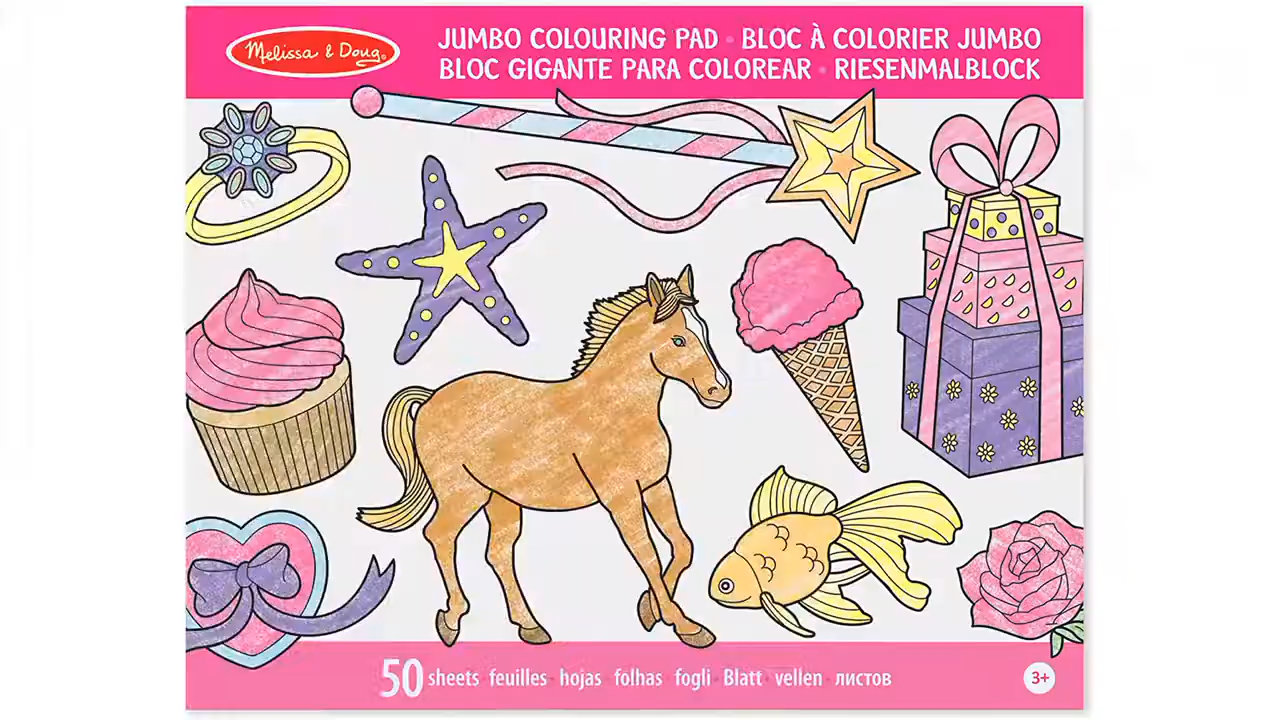 Melissa & Doug®
JUMBO COLOURING PAD • BLOC À COLORIER JUMBO
BLOC GIGANTE PARA COLOREAR • RIESENMALBLOCK
50 sheets feuilles hojas folhas fogli Blatt vellen листов
3+